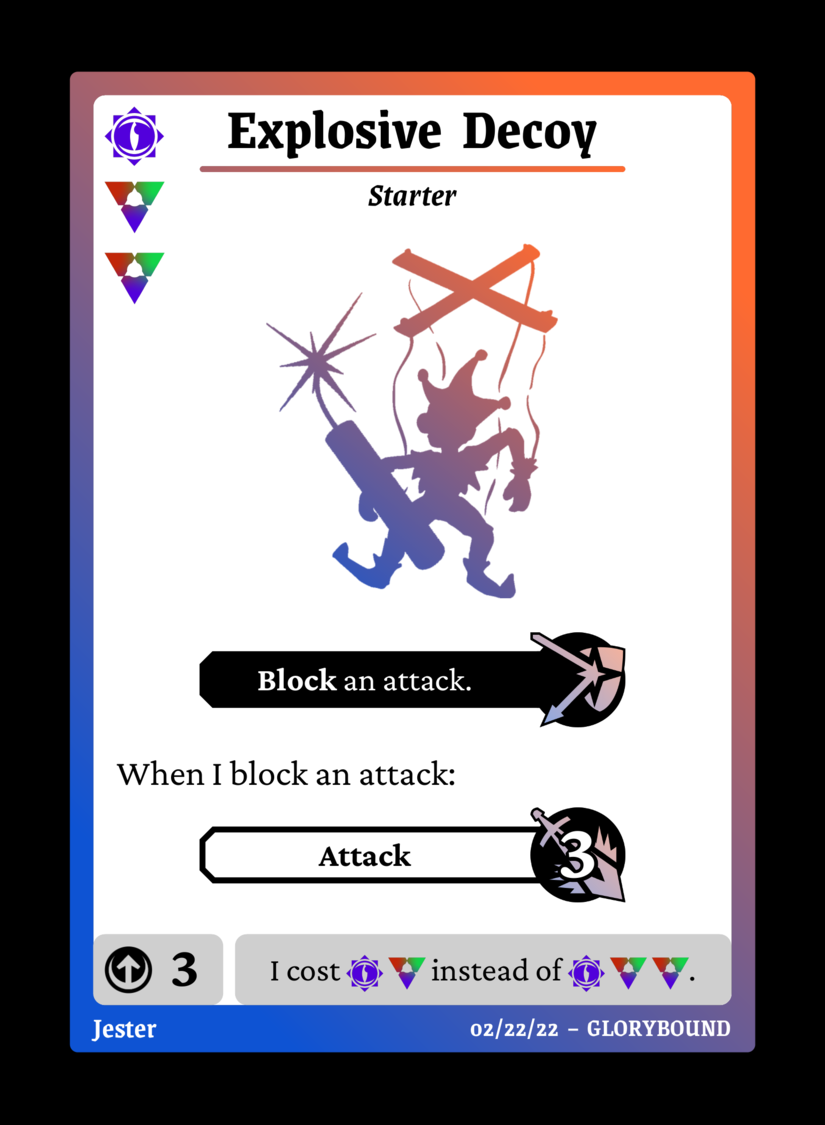 Explosive Decoy
Starter
Block an attack.
When I block an attack:
Attack
3
3
I cost instead of .
Jester
02/22/22 – GLORYBOUND